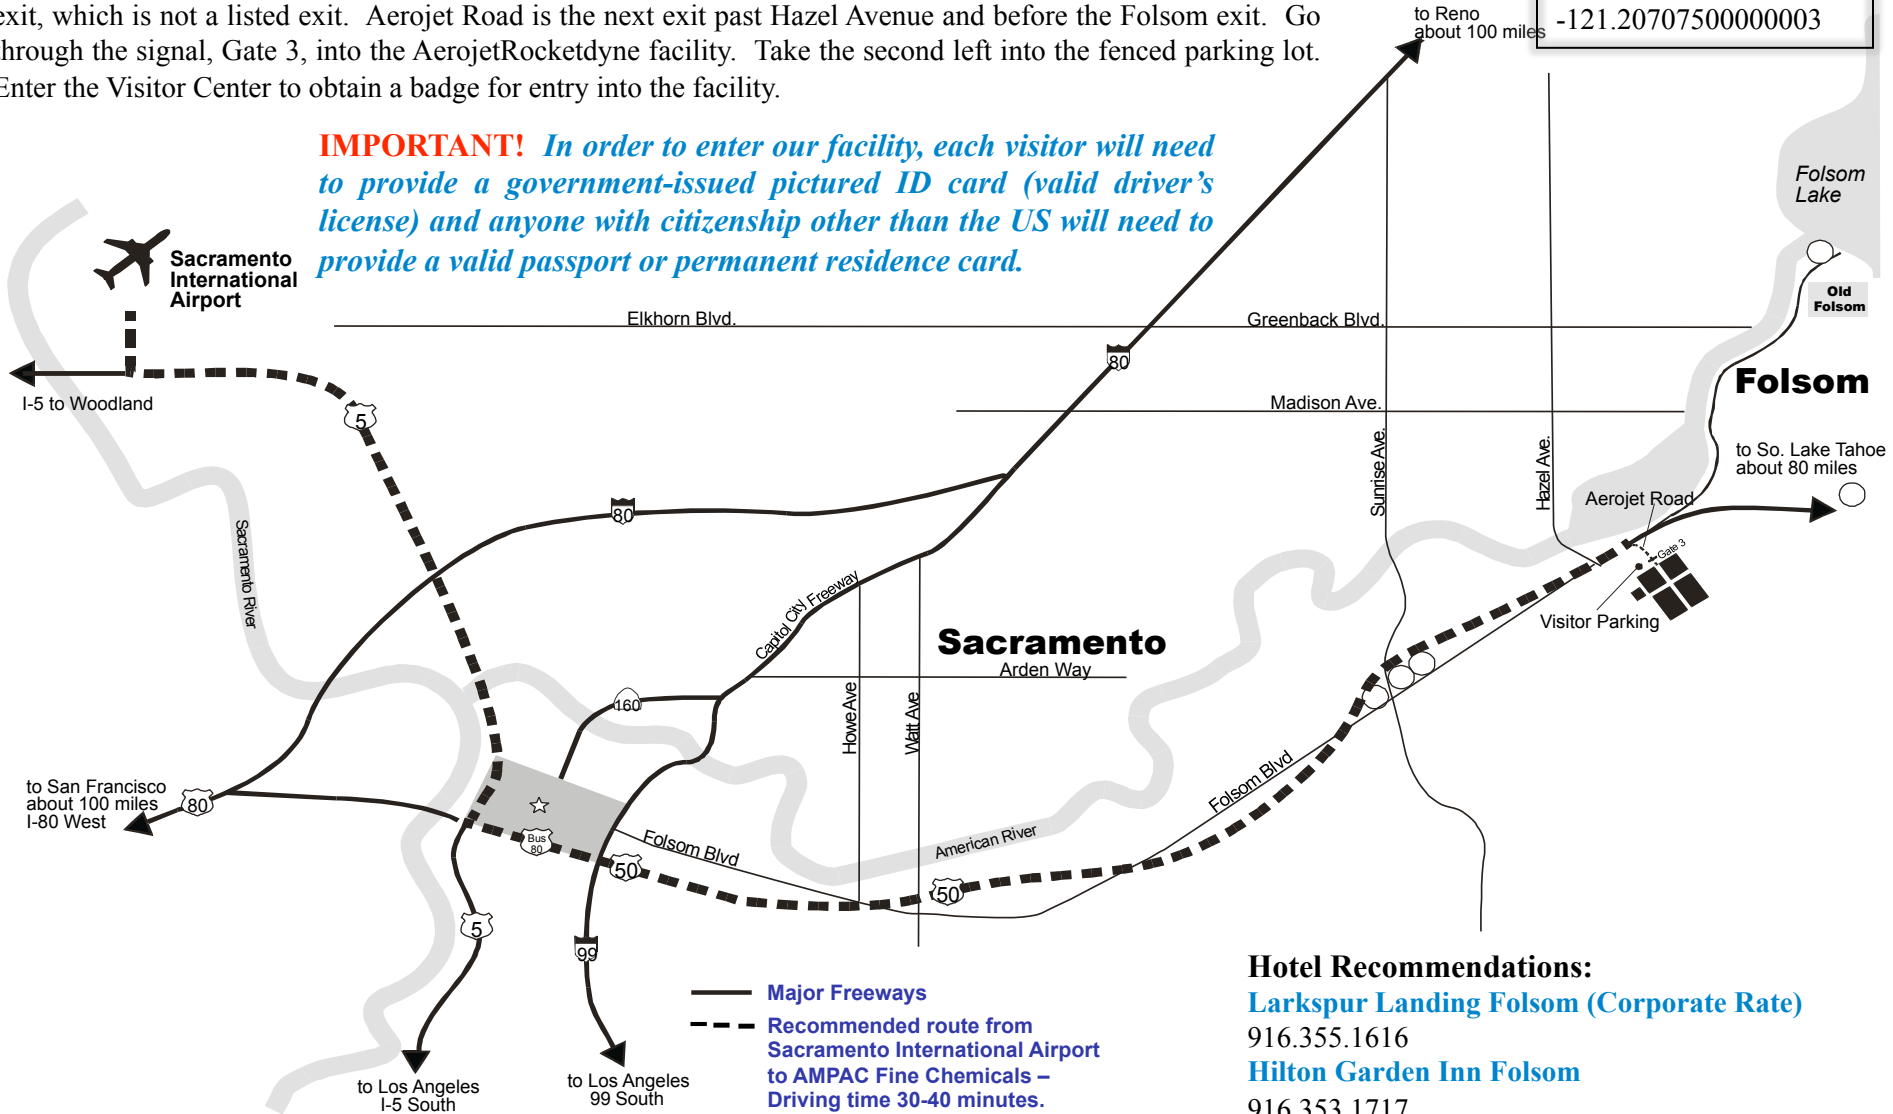 exit, which is not a listed exit. Aerojet Road is the next exit past Hazel Avenue and before the Folsom exit. Go
through the signal, Gate 3, into the AerojetRocketdyne facility. Take the second left into the fenced parking lot.
Enter the Visitor Center to obtain a badge for entry into the facility.
to Reno
about 100 miles
-121.20707500000003
IMPORTANT! In order to enter our facility, each visitor will need
to provide a government-issued pictured ID card (valid driver's
license) and anyone with citizenship other than the US will need to
provide a valid passport or permanent residence card.
Folsom
Lake
Sacramento
International
Airport
Old
Folsom
Elkhorn Blvd.
Greenback Blvd.
80
Folsom
I-5 to Woodland
5
Madison Ave.
Sunrise Ave.
Hazel Ave.
to So. Lake Tahoe
about 80 miles
Aerojet Road
80
Sacramento River
Gate 3
Capitol City Freeway
Visitor Parking
Sacramento
Arden Way
160
Howe Ave
Watt Ave
to San Francisco
about 100 miles
I-80 West
80
Folsom Blvd
Bus
80
Folsom Blvd
American River
50
50
5
99
Major Freeways
Recommended route from
Sacramento International Airport
to AMPAC Fine Chemicals –
Driving time 30-40 minutes.
to Los Angeles
I-5 South
to Los Angeles
99 South
Hotel Recommendations:
Larkspur Landing Folsom (Corporate Rate)
916.355.1616
Hilton Garden Inn Folsom
916.353.1717